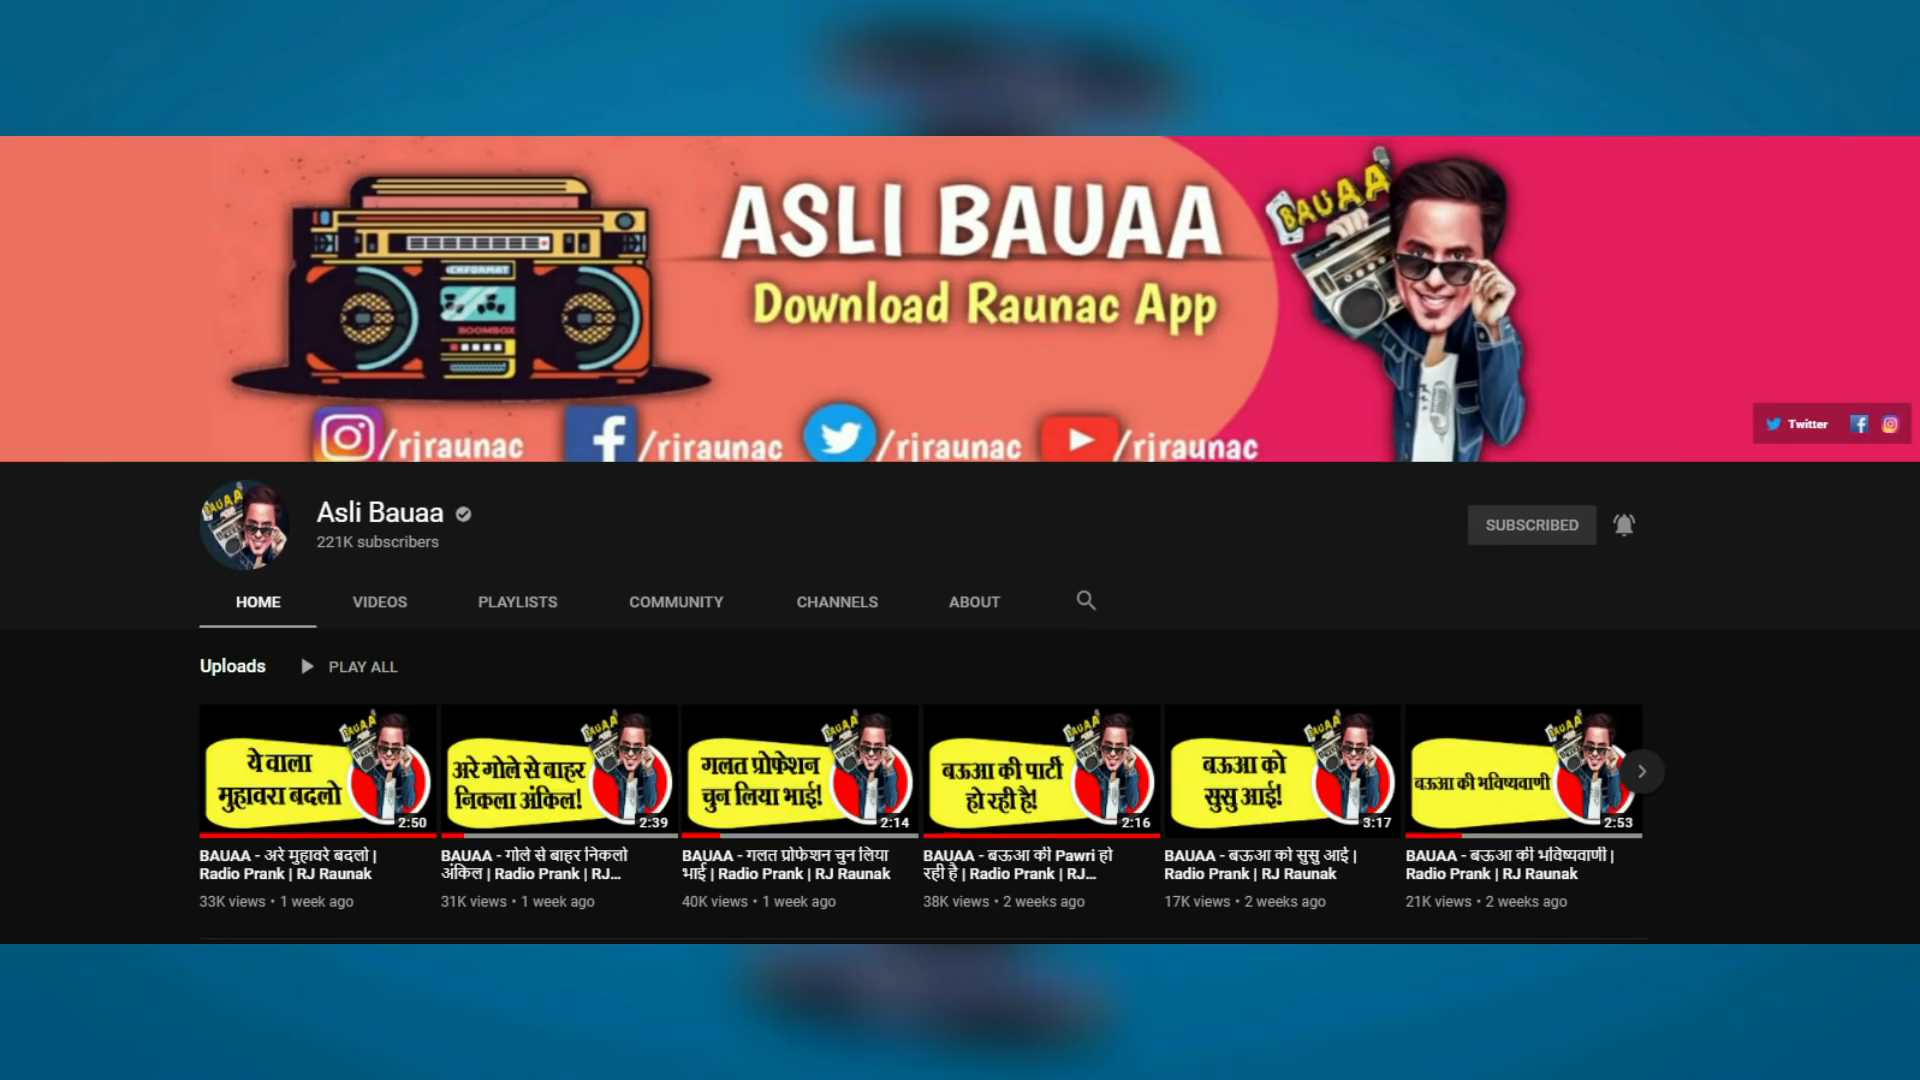 ASLI BAUAA
Download Raunac App
BAUAA
BOOMBOX
/rjraunac /rjraunac /rjraunac /rjraunac
Twitter
Asli Bauaa
221K subscribers
SUBSCRIBED
HOME VIDEOS PLAYLISTS COMMUNITY CHANNELS ABOUT
Uploads PLAY ALL
ये वाला
मुहावरा बदलो
2:50
अरे गोले से बाहर
निकला अंकिल!
2:39
गलत प्रोफेशन
चुन लिया भाई!
2:14
बऊआ की पार्टी
हो रही है!
2:16
बऊआ को
सुसु आई!
3:17
बऊआ की भविष्यवाणी
2:53
BAUAA - अरे मुहावरे बदलो |
Radio Prank | RJ Raunak
33K views • 1 week ago
BAUAA - गोले से बाहर निकलो
अंकिल | Radio Prank | RJ...
31K views • 1 week ago
BAUAA - गलत प्रोफेशन चुन लिया
भाई | Radio Prank | RJ Raunak
40K views • 1 week ago
BAUAA - बऊआ की Pawri हो
रही है | Radio Prank | RJ...
38K views • 2 weeks ago
BAUAA - बऊआ को सुसु आई |
Radio Prank | RJ Raunak
17K views • 2 weeks ago
BAUAA - बऊआ की भविष्यवाणी |
Radio Prank | RJ Raunak
21K views • 2 weeks ago